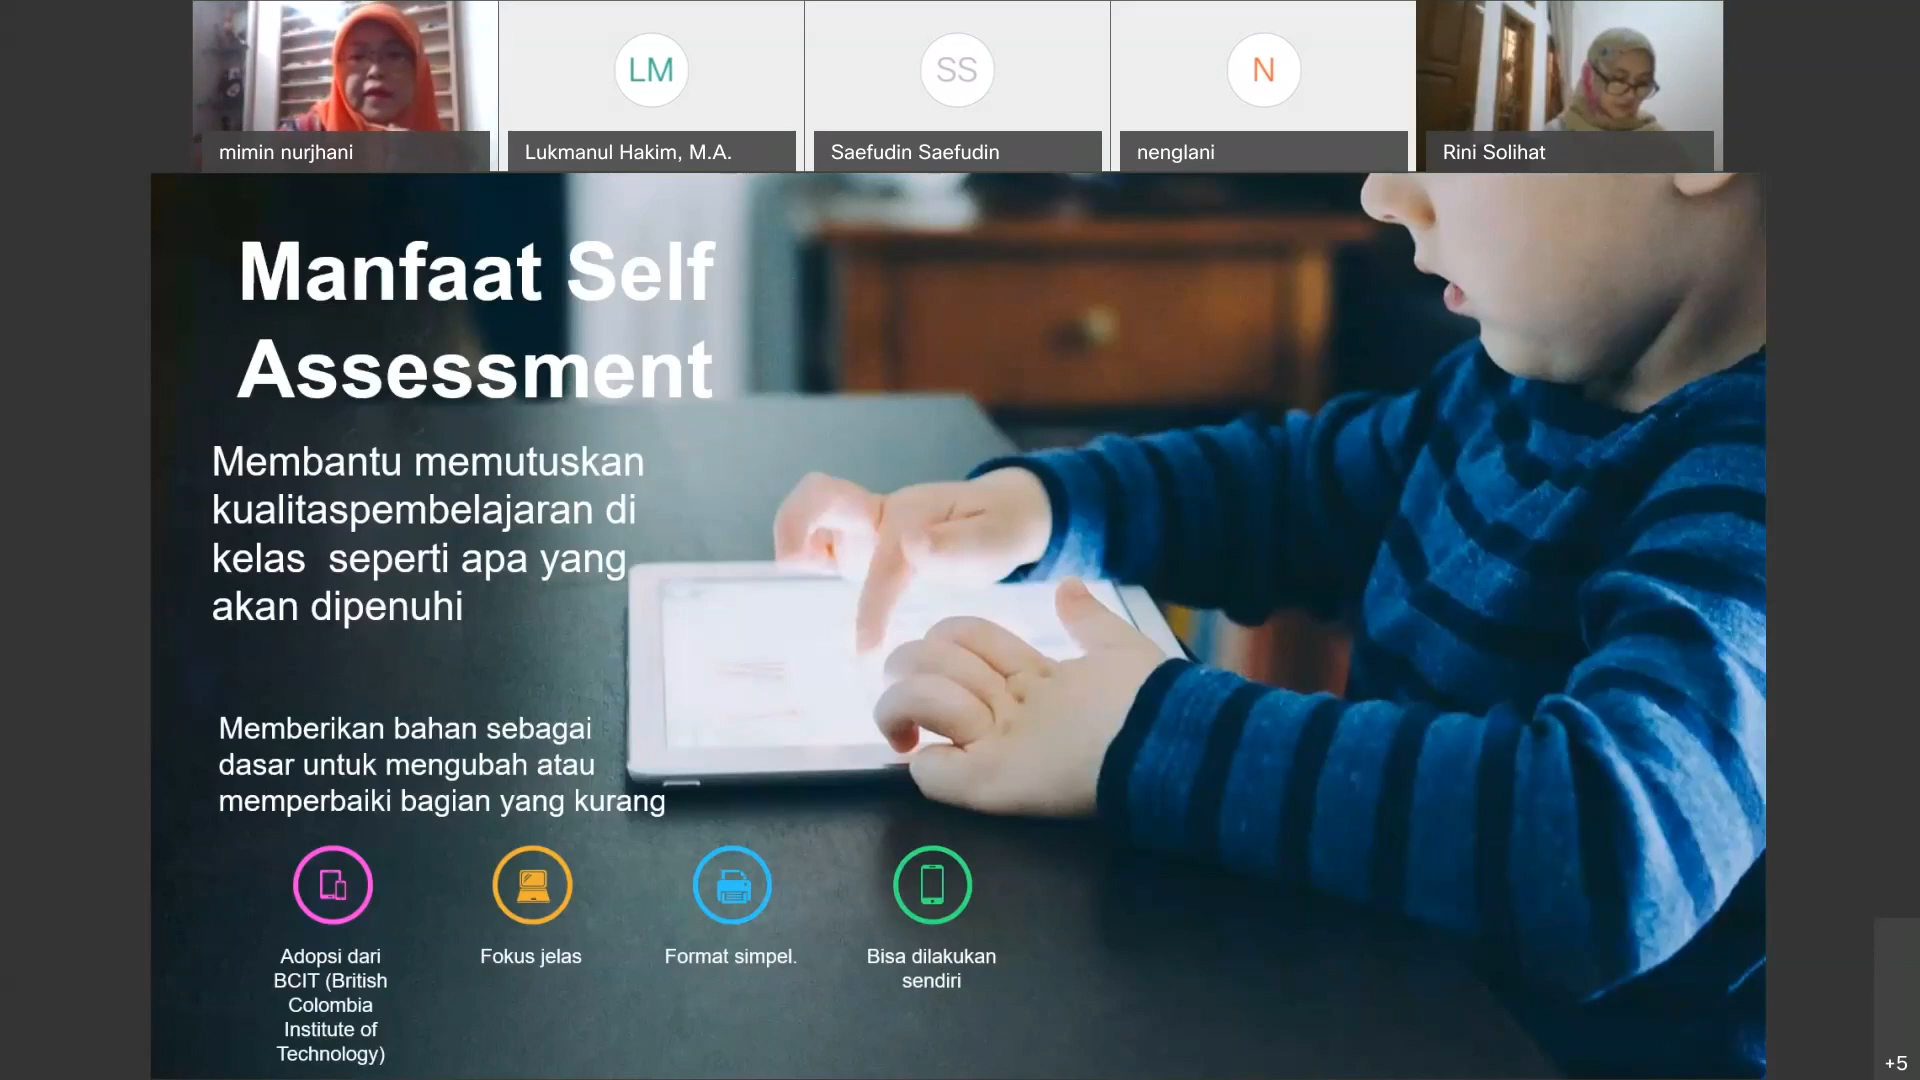 LM
SS
N
mimin nurjhani
Lukmanul Hakim, M.A.
Saefudin Saefudin
nenglani
Rini Solihat
Manfaat Self
Assessment
Membantu memutuskan
kualitaspembelajaran di
kelas  seperti apa yang
akan dipenuhi
Memberikan bahan sebagai
dasar untuk mengubah atau
memperbaiki bagian yang kurang
Adopsi dari
BCIT (British
Colombia
Institute of
Technology)
Fokus jelas
Format simpel.
Bisa dilakukan
sendiri
+5